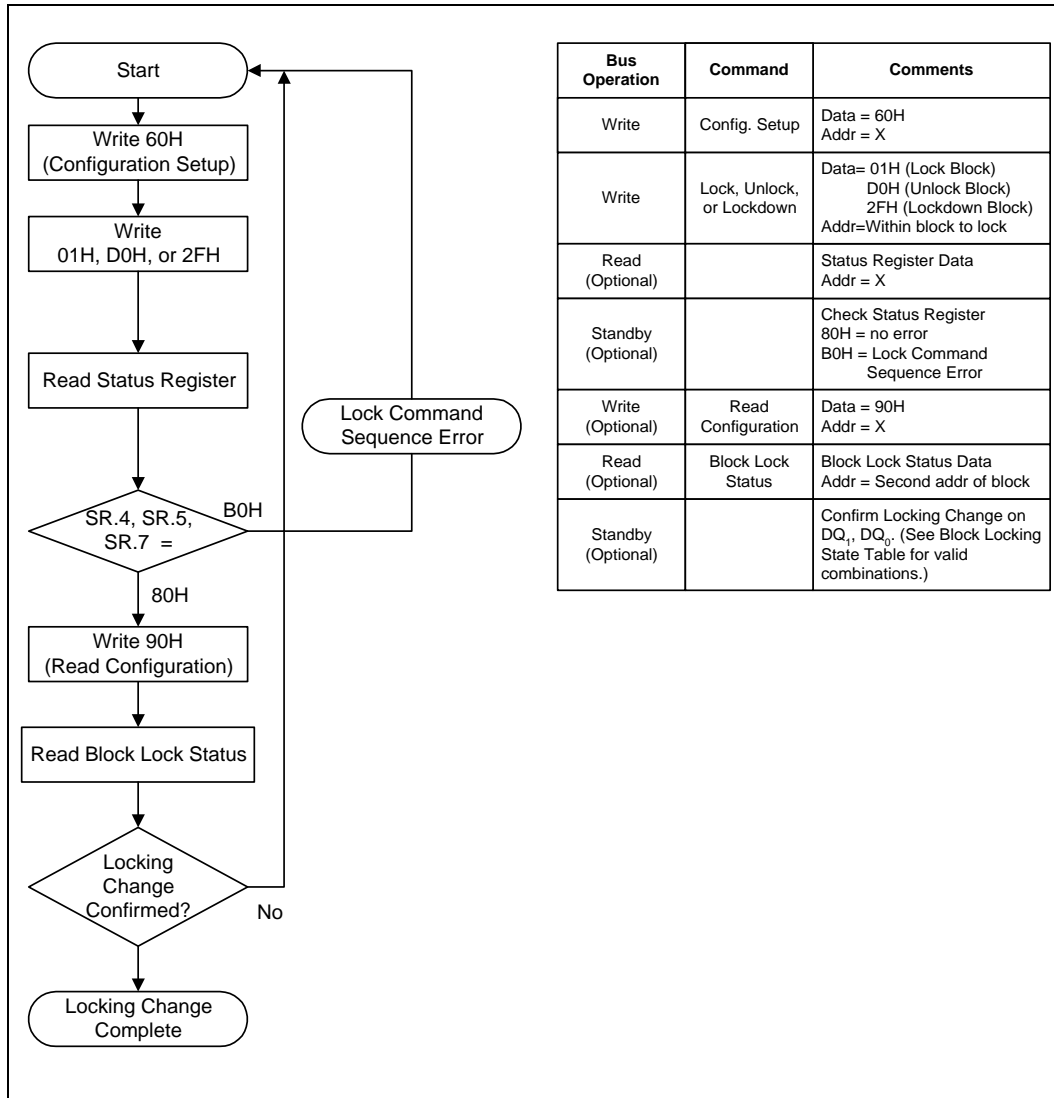 Start
Write 60H
(Configuration Setup)
Write
01H, D0H, or 2FH
Read Status Register
Lock Command
Sequence Error
SR.4, SR.5,
SR.7 =
B0H
80H
Write 90H
(Read Configuration)
Read Block Lock Status
Locking
Change
Confirmed?
No
Locking Change
Complete
Bus
Operation
Command
Comments
Write
Config. Setup
Data = 60H
Addr = X
Write
Lock, Unlock,
or Lockdown
Data= 01H (Lock Block)
D0H (Unlock Block)
2FH (Lockdown Block)
Addr=Within block to lock
Read
(Optional)
Status Register Data
Addr = X
Standby
(Optional)
Check Status Register
80H = no error
B0H = Lock Command
Sequence Error
Write
(Optional)
Read
Configuration
Data = 90H
Addr = X
Read
(Optional)
Block Lock
Status
Block Lock Status Data
Addr = Second addr of block
Standby
(Optional)
Confirm Locking Change on
DQ₁, DQ₀. (See Block Locking
State Table for valid
combinations.)